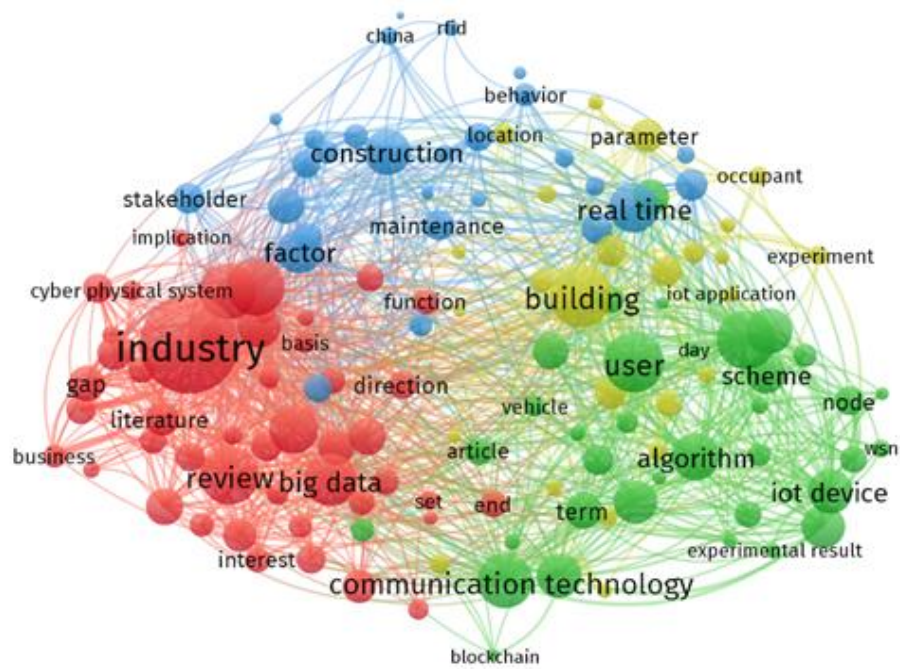 china
rfid
behavior
location
parameter
construction
occupant
stakeholder
real time
maintenance
implication
factor
experiment
cyber physical system
function
building
iot application
industry
basis
user
day
scheme
gap
direction
node
literature
vehicle
business
article
algorithm
wsn
review
big data
iot device
set
end
term
experimental result
interest
communication technology
blockchain